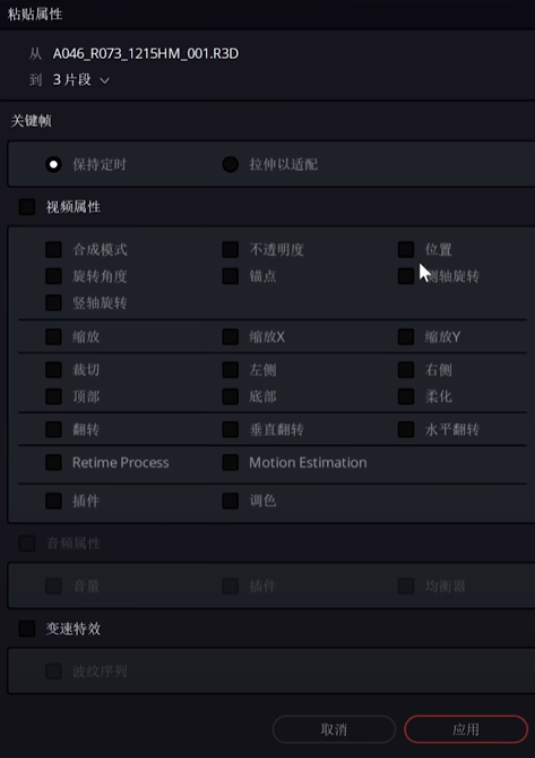 粘贴属性
从 A046_R073_1215HM_001.R3D
到 3 片段
关键帧
保持定时 拉伸以适配
视频属性
合成模式 不透明度 位置
旋转角度 锚点 侧轴旋转
竖轴旋转
缩放 缩放X 缩放Y
裁切 左侧 右侧
顶部 底部 柔化
翻转 垂直翻转 水平翻转
Retime Process Motion Estimation
插件 调色
音频属性
音量 插件 均衡器
变速特效
波纹序列
取消 应用